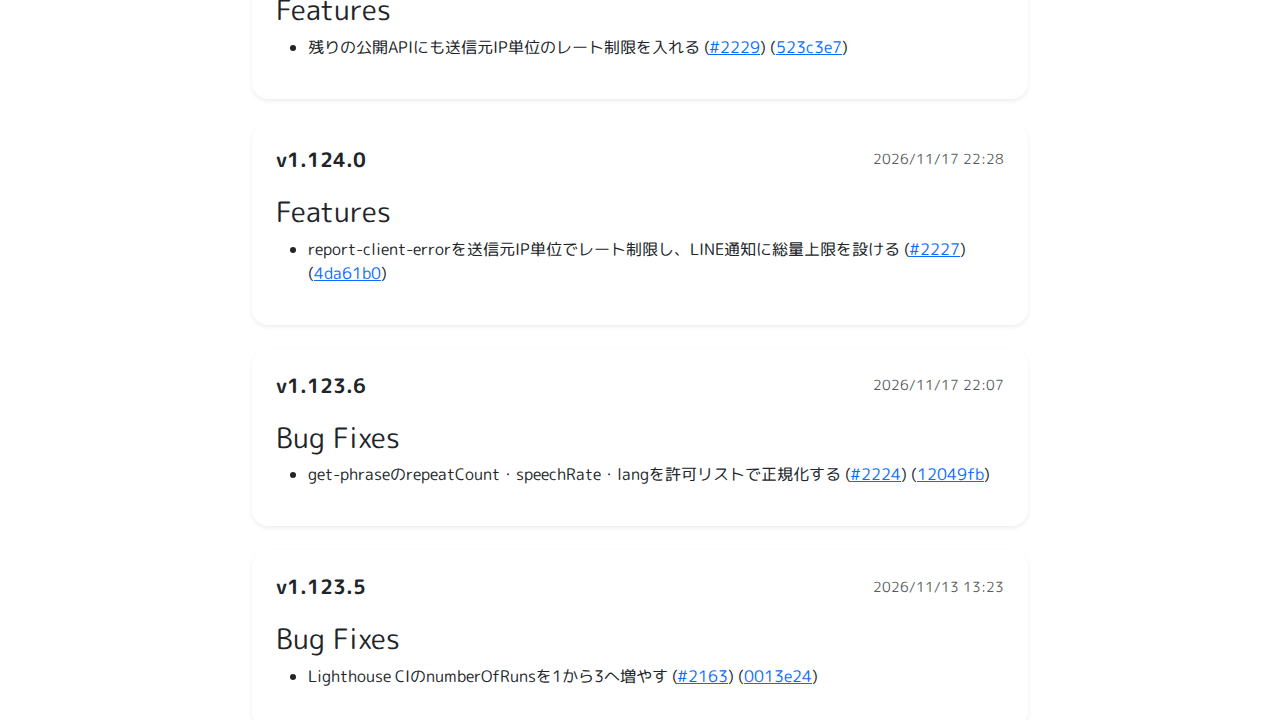 Features
残りの公開APIにも送信元IP単位のレート制限を入れる (#2229) (523c3e7)
v1.124.0
2026/11/17 22:28
Features
report-client-errorを送信元IP単位でレート制限し、LINE通知に総量上限を設ける (#2227)
(4da61b0)
v1.123.6
2026/11/17 22:07
Bug Fixes
get-phraseのrepeatCount・speechRate・langを許可リストで正規化する (#2224) (12049fb)
v1.123.5
2026/11/13 13:23
Bug Fixes
Lighthouse CIのnumberOfRunsを1から3へ増やす (#2163) (0013e24)